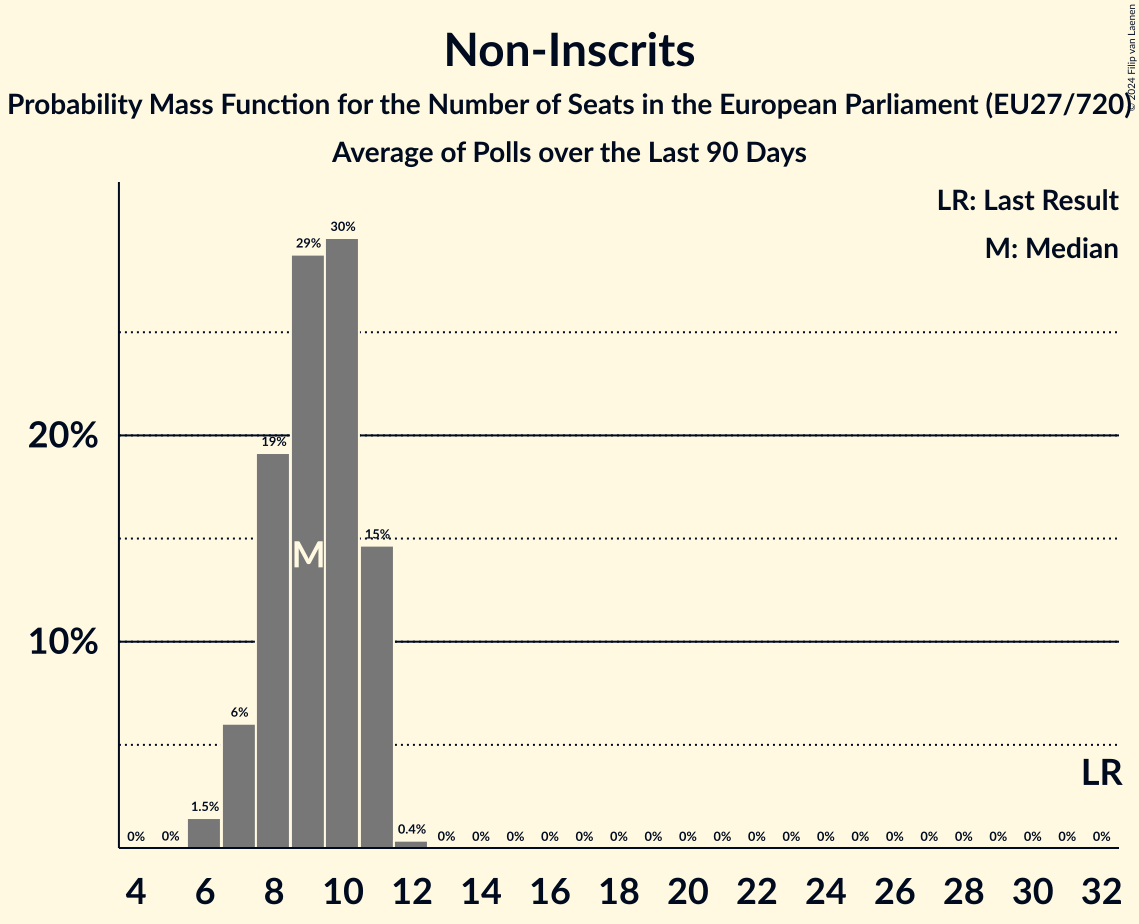 Non-Inscrits
Probability Mass Function for the Number of Seats in the European Parliament (EU27/720)
Average of Polls over the Last 90 Days
© 2024 Filip van Laenen
LR: Last Result
M: Median
30%
29%
20%
19%
15%
M
10%
6%
LR
1.5%
0.4%
0% 0% 0% 0% 0% 0% 0% 0% 0% 0% 0% 0% 0% 0% 0% 0% 0% 0% 0% 0% 0% 0%
4 6 8 10 12 14 16 18 20 22 24 26 28 30 32